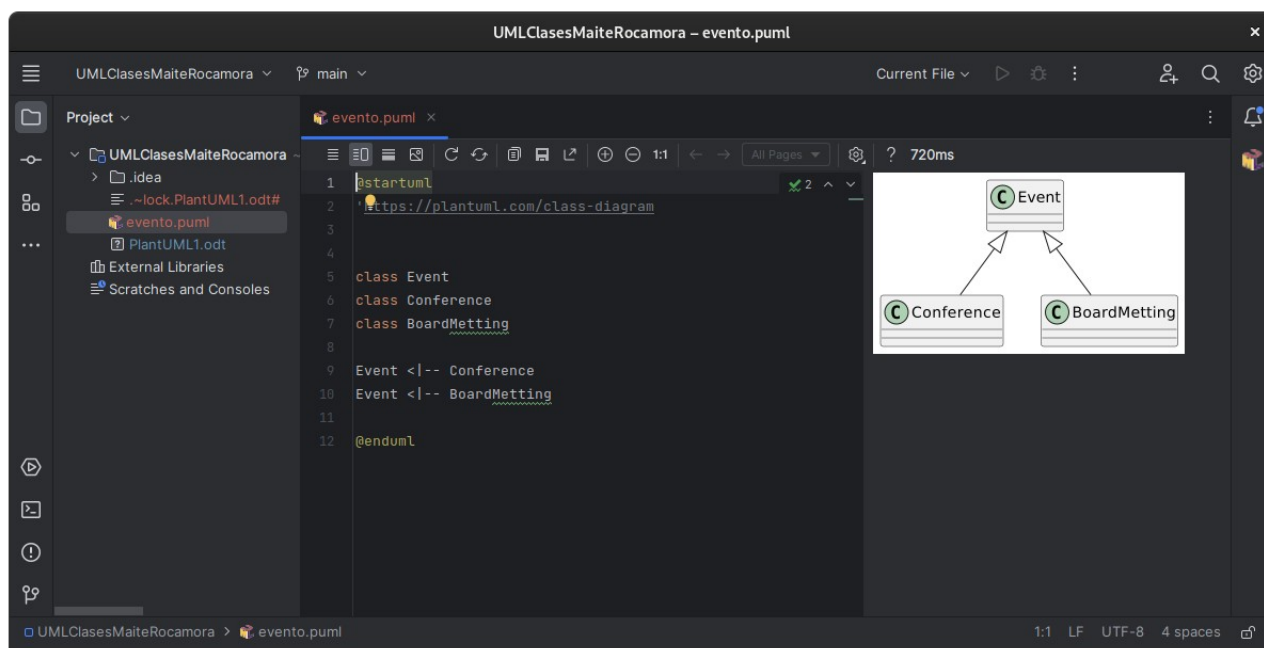 UMLClasesMaiteRocamora – evento.puml
UMLClasesMaiteRocamora
main
Current File
Project
evento.puml
UMLClasesMaiteRocamora
.idea
.~lock.PlantUML1.odt#
evento.puml
PlantUML1.odt
External Libraries
Scratches and Consoles
1:1
All Pages
? 720ms
1 @startuml
2 'https://plantuml.com/class-diagram
3
4
5 class Event
6 class Conference
7 class BoardMetting
8
9 Event <|-- Conference
10 Event <|-- BoardMetting
11
12 @enduml
2
C Event
C Conference
C BoardMetting
UMLClasesMaiteRocamora > evento.puml
1:1 LF UTF-8 4 spaces